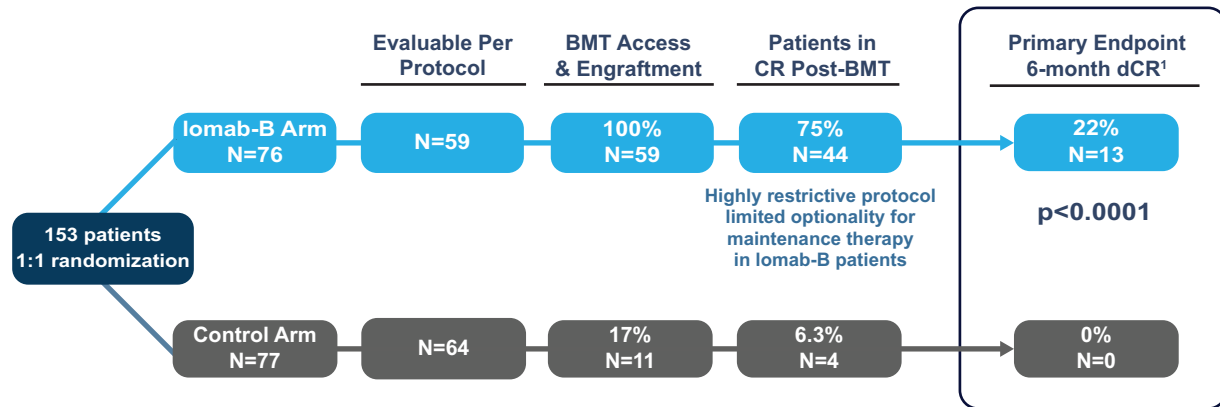 Evaluable Per
Protocol
BMT Access
& Engraftment
Patients in
CR Post-BMT
Primary Endpoint
6-month dCR¹
Iomab-B Arm
N=76
N=59
100%
N=59
75%
N=44
22%
N=13
Highly restrictive protocol
limited optionality for
maintenance therapy
in Iomab-B patients
p<0.0001
153 patients
1:1 randomization
Control Arm
N=77
N=64
17%
N=11
6.3%
N=4
0%
N=0